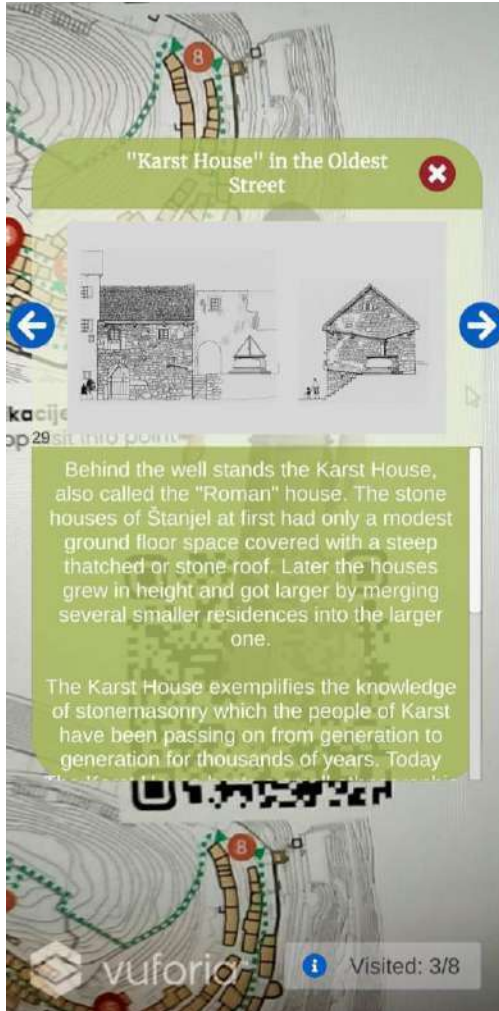 8
"Karst House" in the Oldest
Street
29
Behind the well stands the Karst House,
also called the "Roman" house. The stone
houses of Štanjel at first had only a modest
ground floor space covered with a steep
thatched or stone roof. Later the houses
grew in height and got larger by merging
several smaller residences into the larger
one.
The Karst House exemplifies the knowledge
of stonemasonry which the people of Karst
have been passing on from generation to
generation for thousands of years. Today
8
vuforia
Visited: 3/8